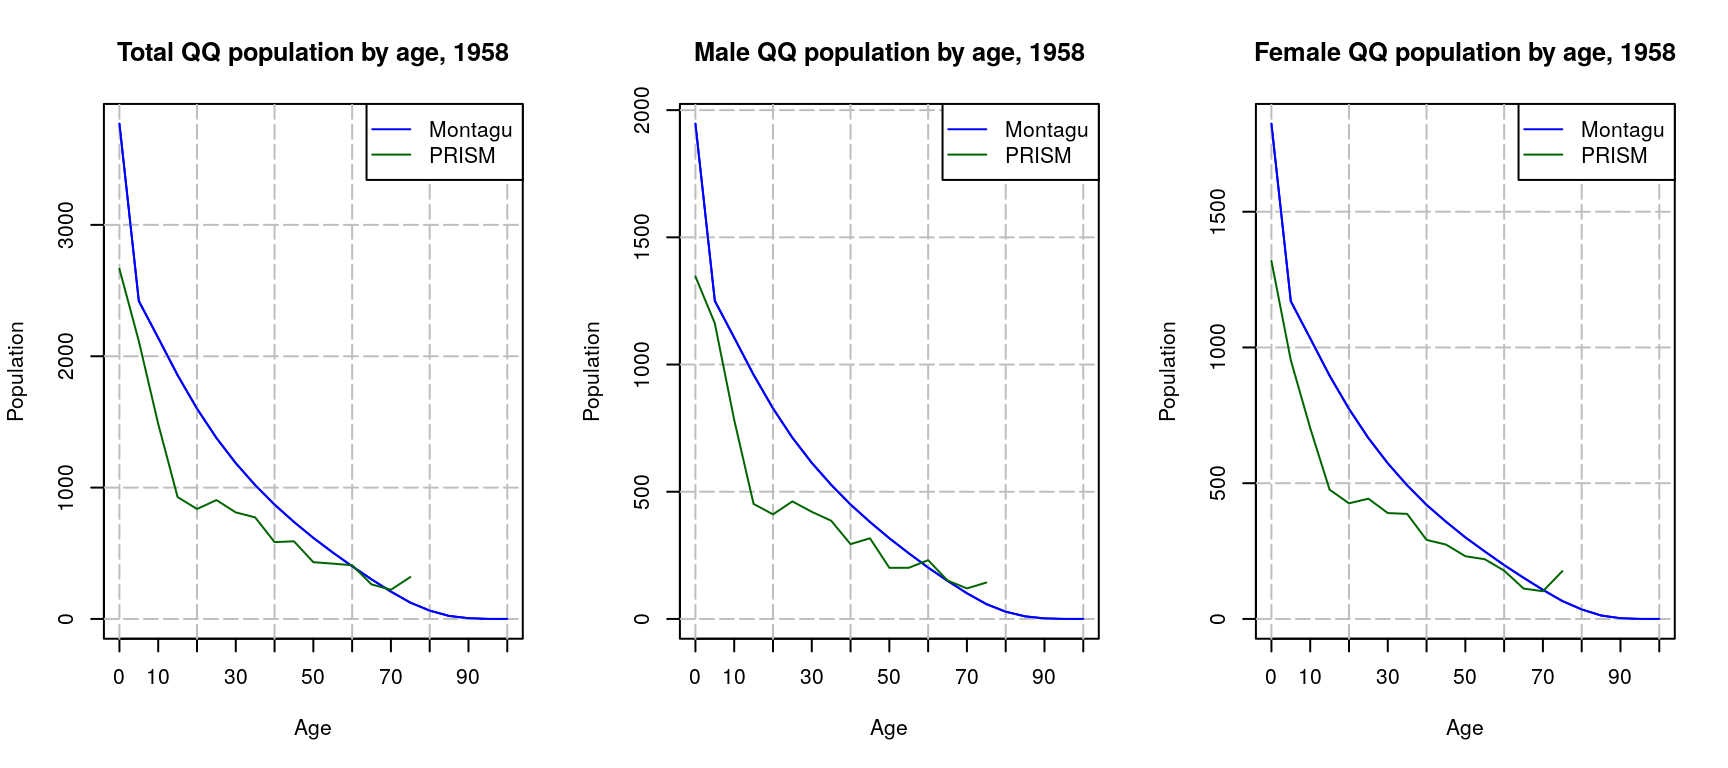 Total QQ population by age, 1958
Montagu
PRISM
Population
0
1000
2000
3000
0 10 30 50 70 90
Age
Male QQ population by age, 1958
Montagu
PRISM
Population
0
500
1000
1500
2000
0 10 30 50 70 90
Age
Female QQ population by age, 1958
Montagu
PRISM
Population
0
500
1000
1500
0 10 30 50 70 90
Age